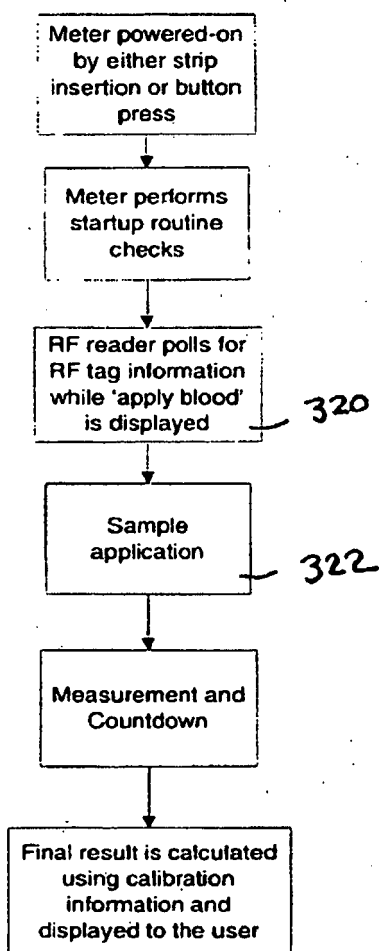 Meter powered-on
by either strip
insertion or button
press
Meter performs
startup routine
checks
RF reader polls for
RF tag information
while 'apply blood'
is displayed
320
Sample
application
322
Measurement and
Countdown
Final result is calculated
using calibration
information and
displayed to the user